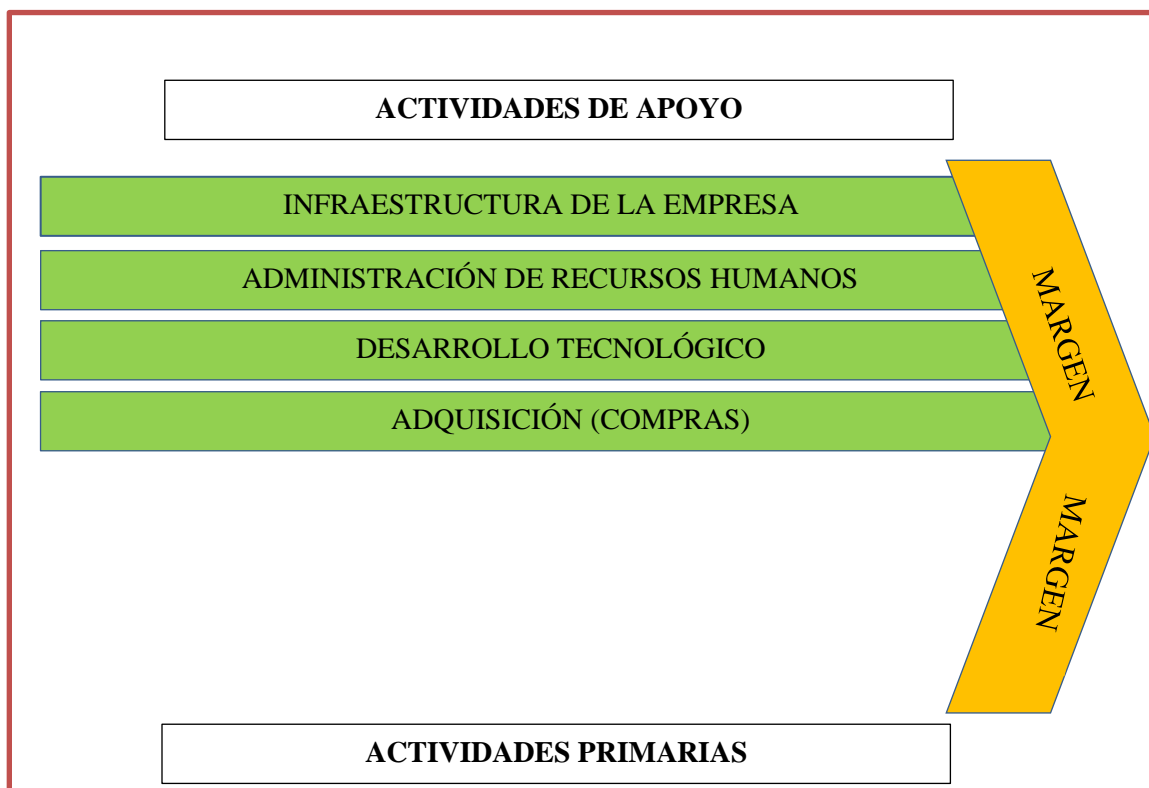 ACTIVIDADES DE APOYO
INFRAESTRUCTURA DE LA EMPRESA
ADMINISTRACIÓN DE RECURSOS HUMANOS
DESARROLLO TECNOLÓGICO
ADQUISICIÓN (COMPRAS)
MARGEN
MARGEN
ACTIVIDADES PRIMARIAS